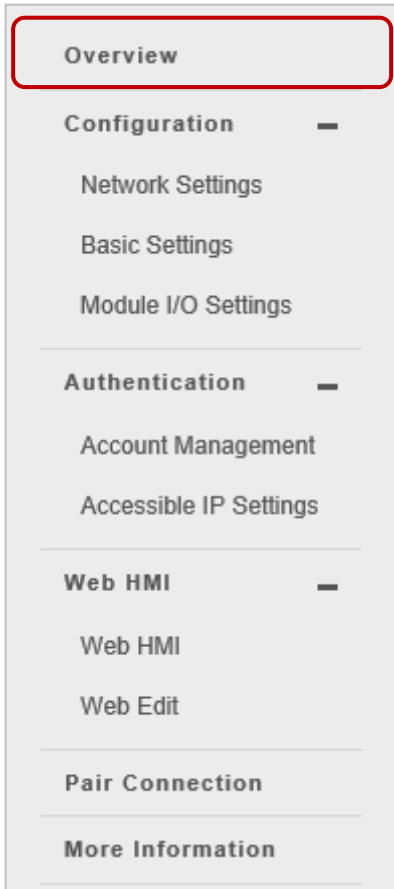 Overview
Configuration
Network Settings
Basic Settings
Module I/O Settings
Authentication
Account Management
Accessible IP Settings
Web HMI
Web HMI
Web Edit
Pair Connection
More Information